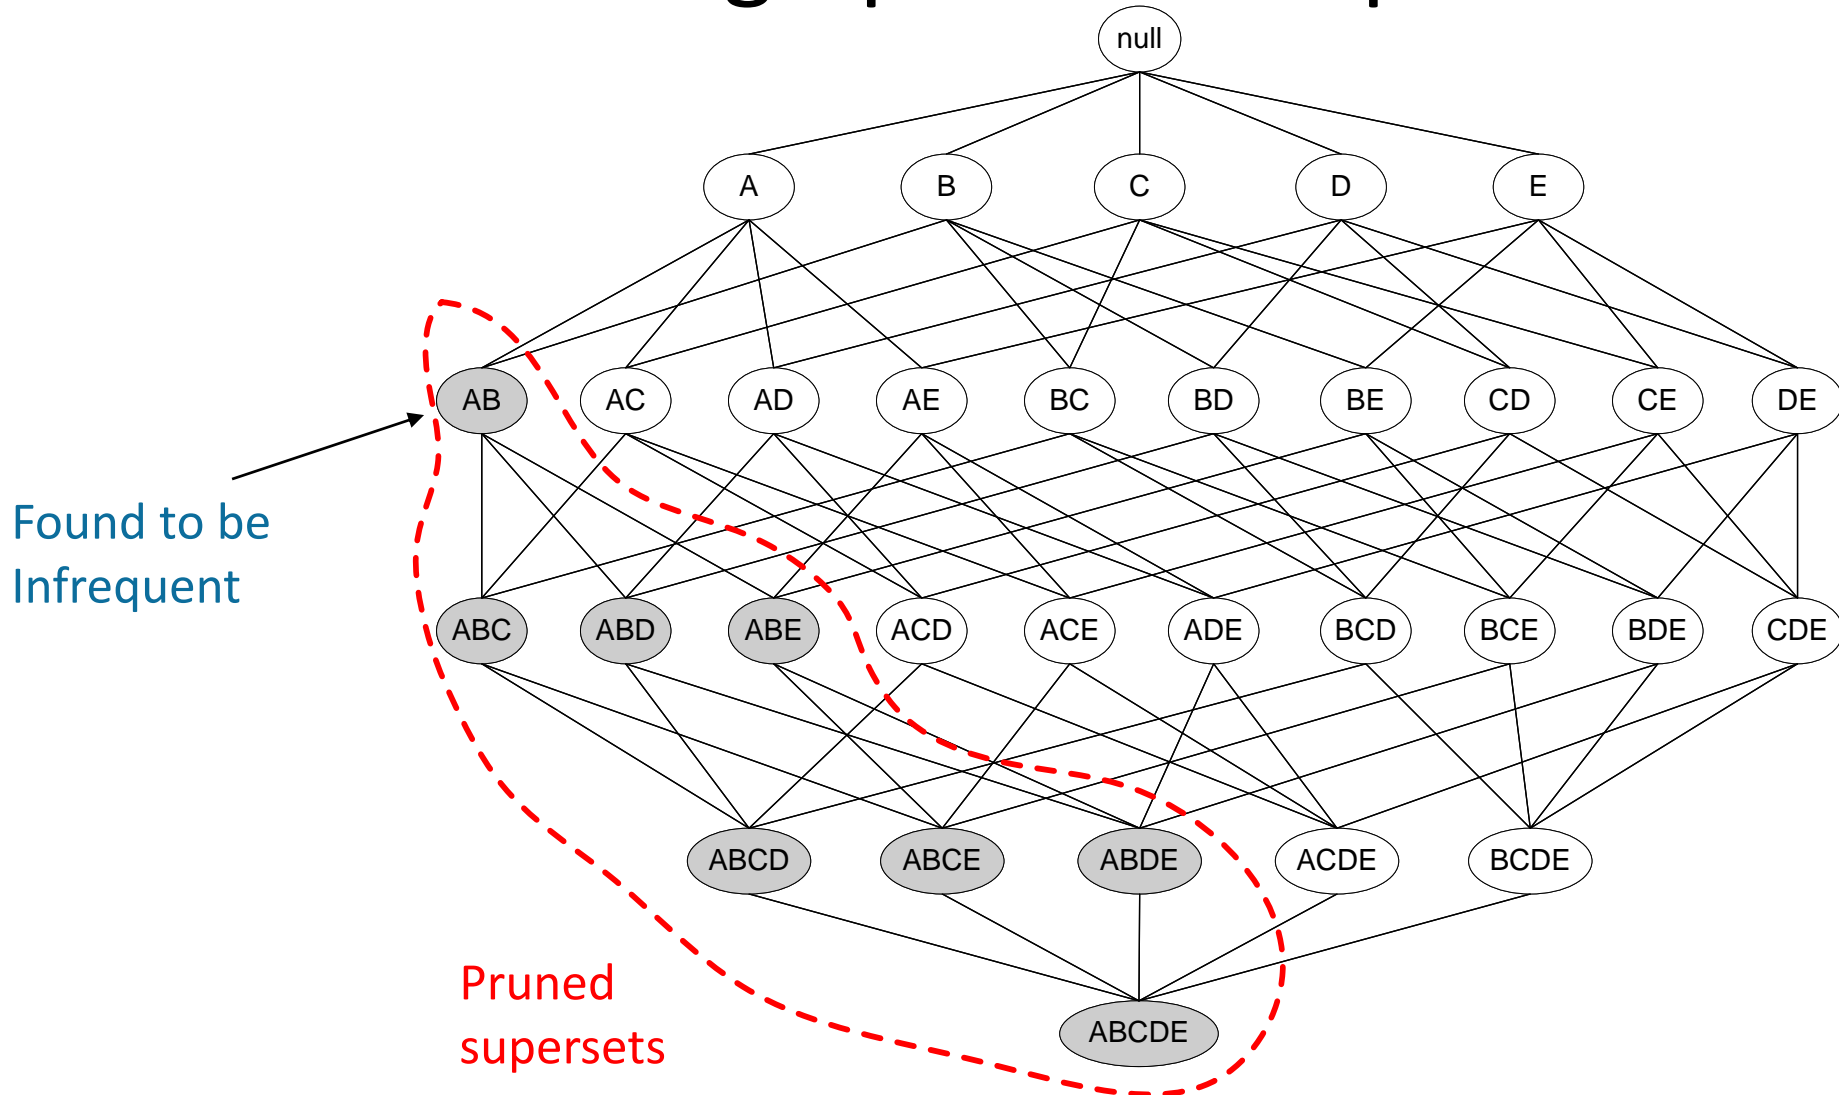 null
A B C D E
AB AC AD AE BC BD BE CD CE DE
Found to be
Infrequent
ABC ABD ABE ACD ACE ADE BCD BCE BDE CDE
ABCD ABCE ABDE ACDE BCDE
Pruned
supersets
ABCDE